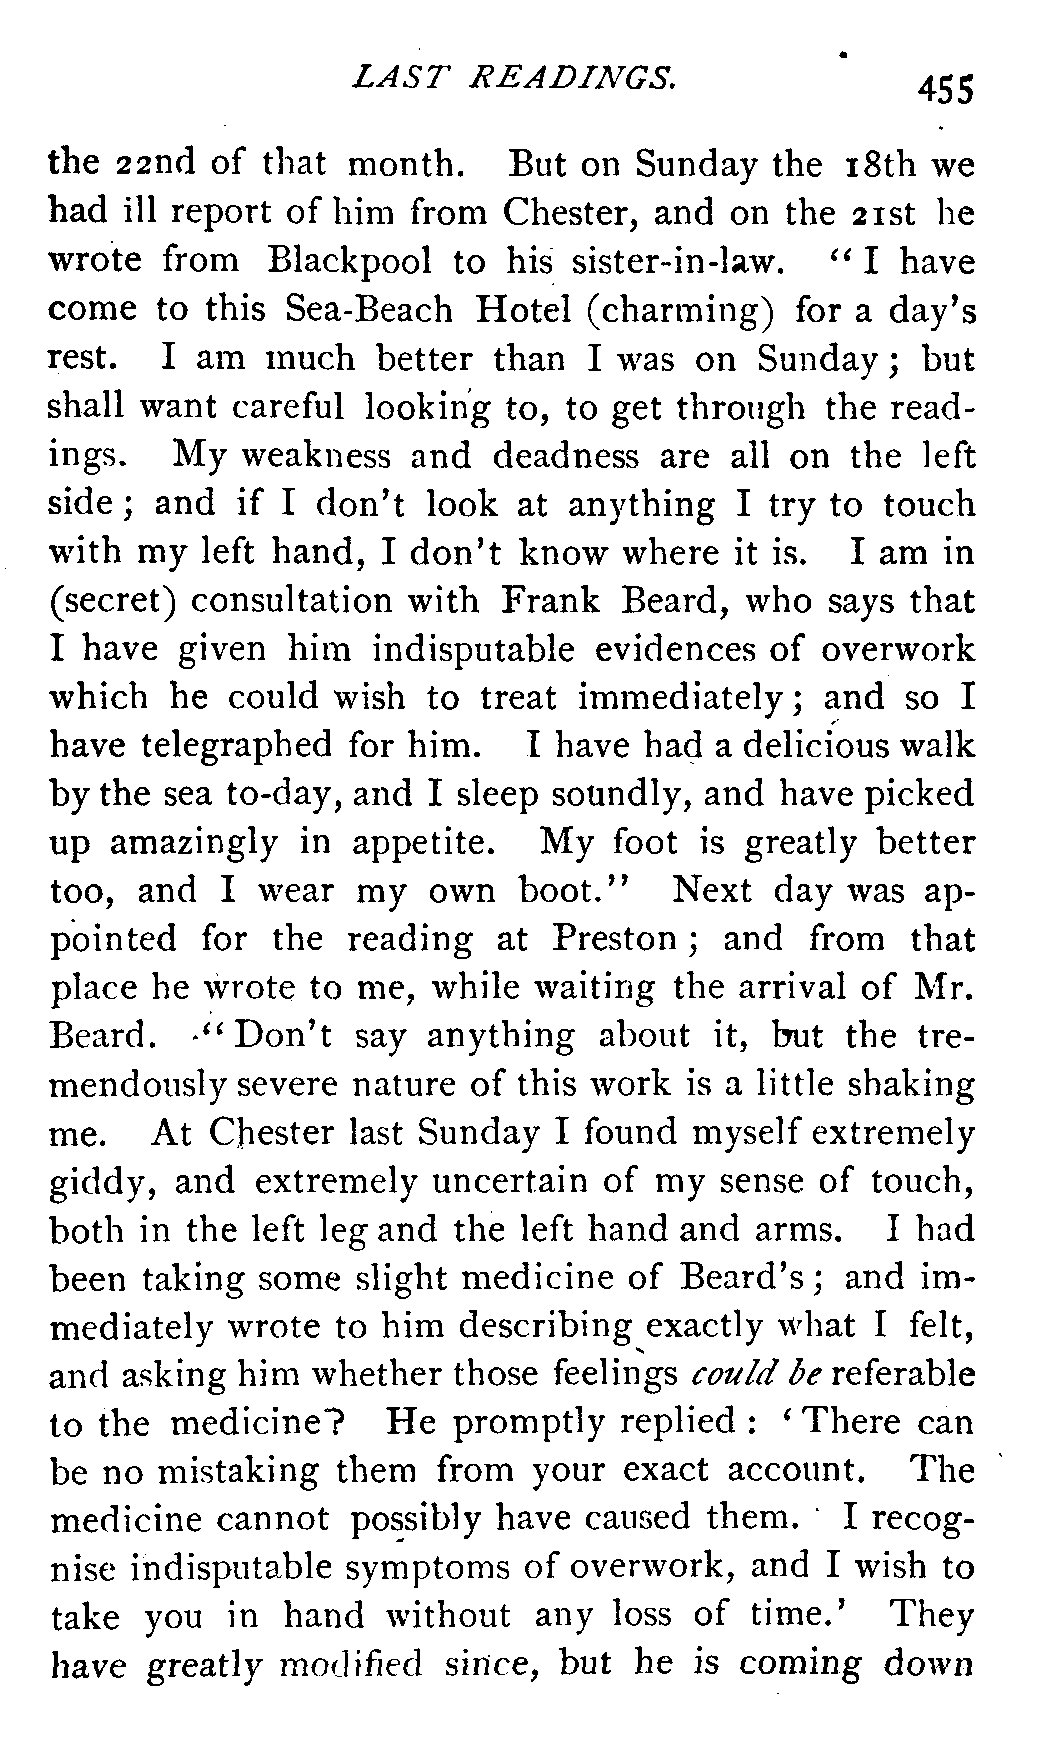 LAST READINGS.
455
the 22nd of that month. But on Sunday the 18th we
had ill report of him from Chester, and on the 21st he
wrote from Blackpool to his sister-in-law. “ I have
come to this Sea-Beach Hotel (charming) for a day's
rest. I am much better than I was on Sunday ; but
shall want careful looking to, to get through the read-
ings. My weakness and deadness are all on the left
side ; and if I don't look at anything I try to touch
with my left hand, I don't know where it is. I am in
(secret) consultation with Frank Beard, who says that
I have given him indisputable evidences of overwork
which he could wish to treat immediately ; and so I
have telegraphed for him. I have had a delicious walk
by the sea to-day, and I sleep soundly, and have picked
up amazingly in appetite. My foot is greatly better
too, and I wear my own boot.” Next day was ap-
pointed for the reading at Preston ; and from that
place he wrote to me, while waiting the arrival of Mr.
Beard. “ Don't say anything about it, but the tre-
mendously severe nature of this work is a little shaking
me. At Chester last Sunday I found myself extremely
giddy, and extremely uncertain of my sense of touch,
both in the left leg and the left hand and arms. I had
been taking some slight medicine of Beard's ; and im-
mediately wrote to him describing exactly what I felt,
and asking him whether those feelings could be referable
to the medicine? He promptly replied : ‘ There can
be no mistaking them from your exact account. The
medicine cannot possibly have caused them. I recog-
nise indisputable symptoms of overwork, and I wish to
take you in hand without any loss of time.’ They
have greatly modified since, but he is coming down